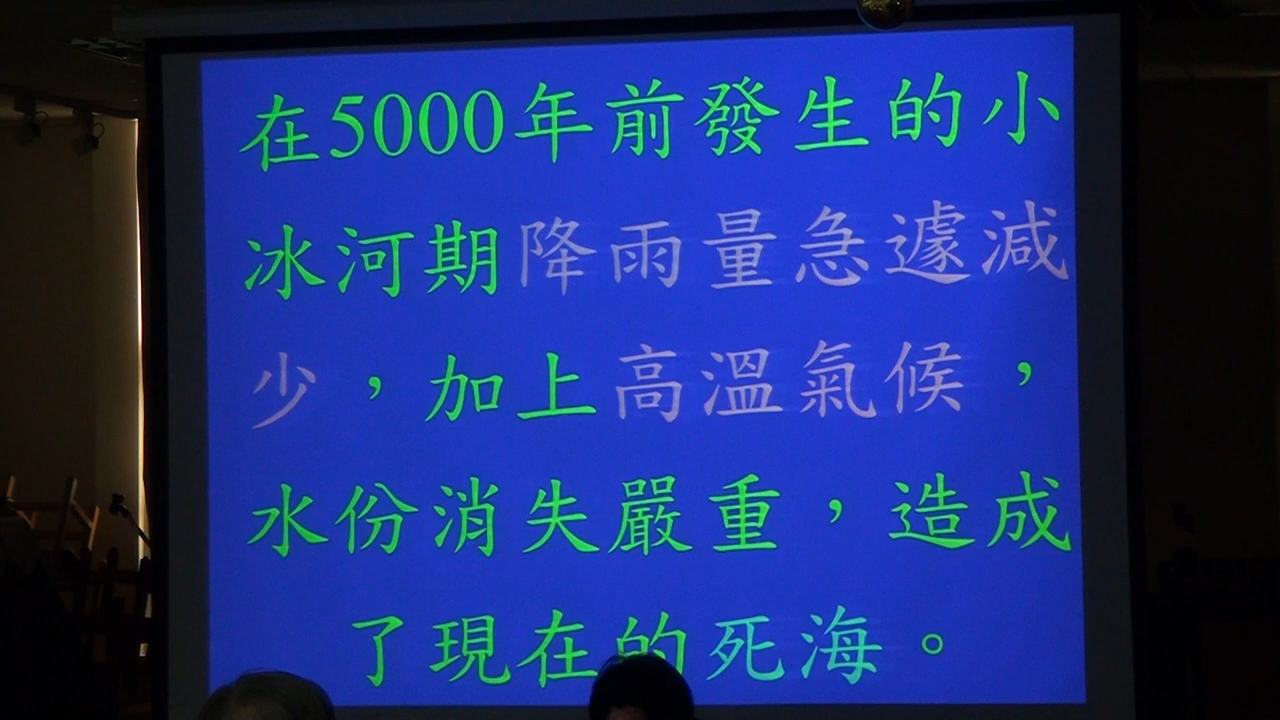 在5000年前發生的小
冰河期降雨量急遽減
少，加上高溫氣候，
水份消失嚴重，造成
了現在的死海。